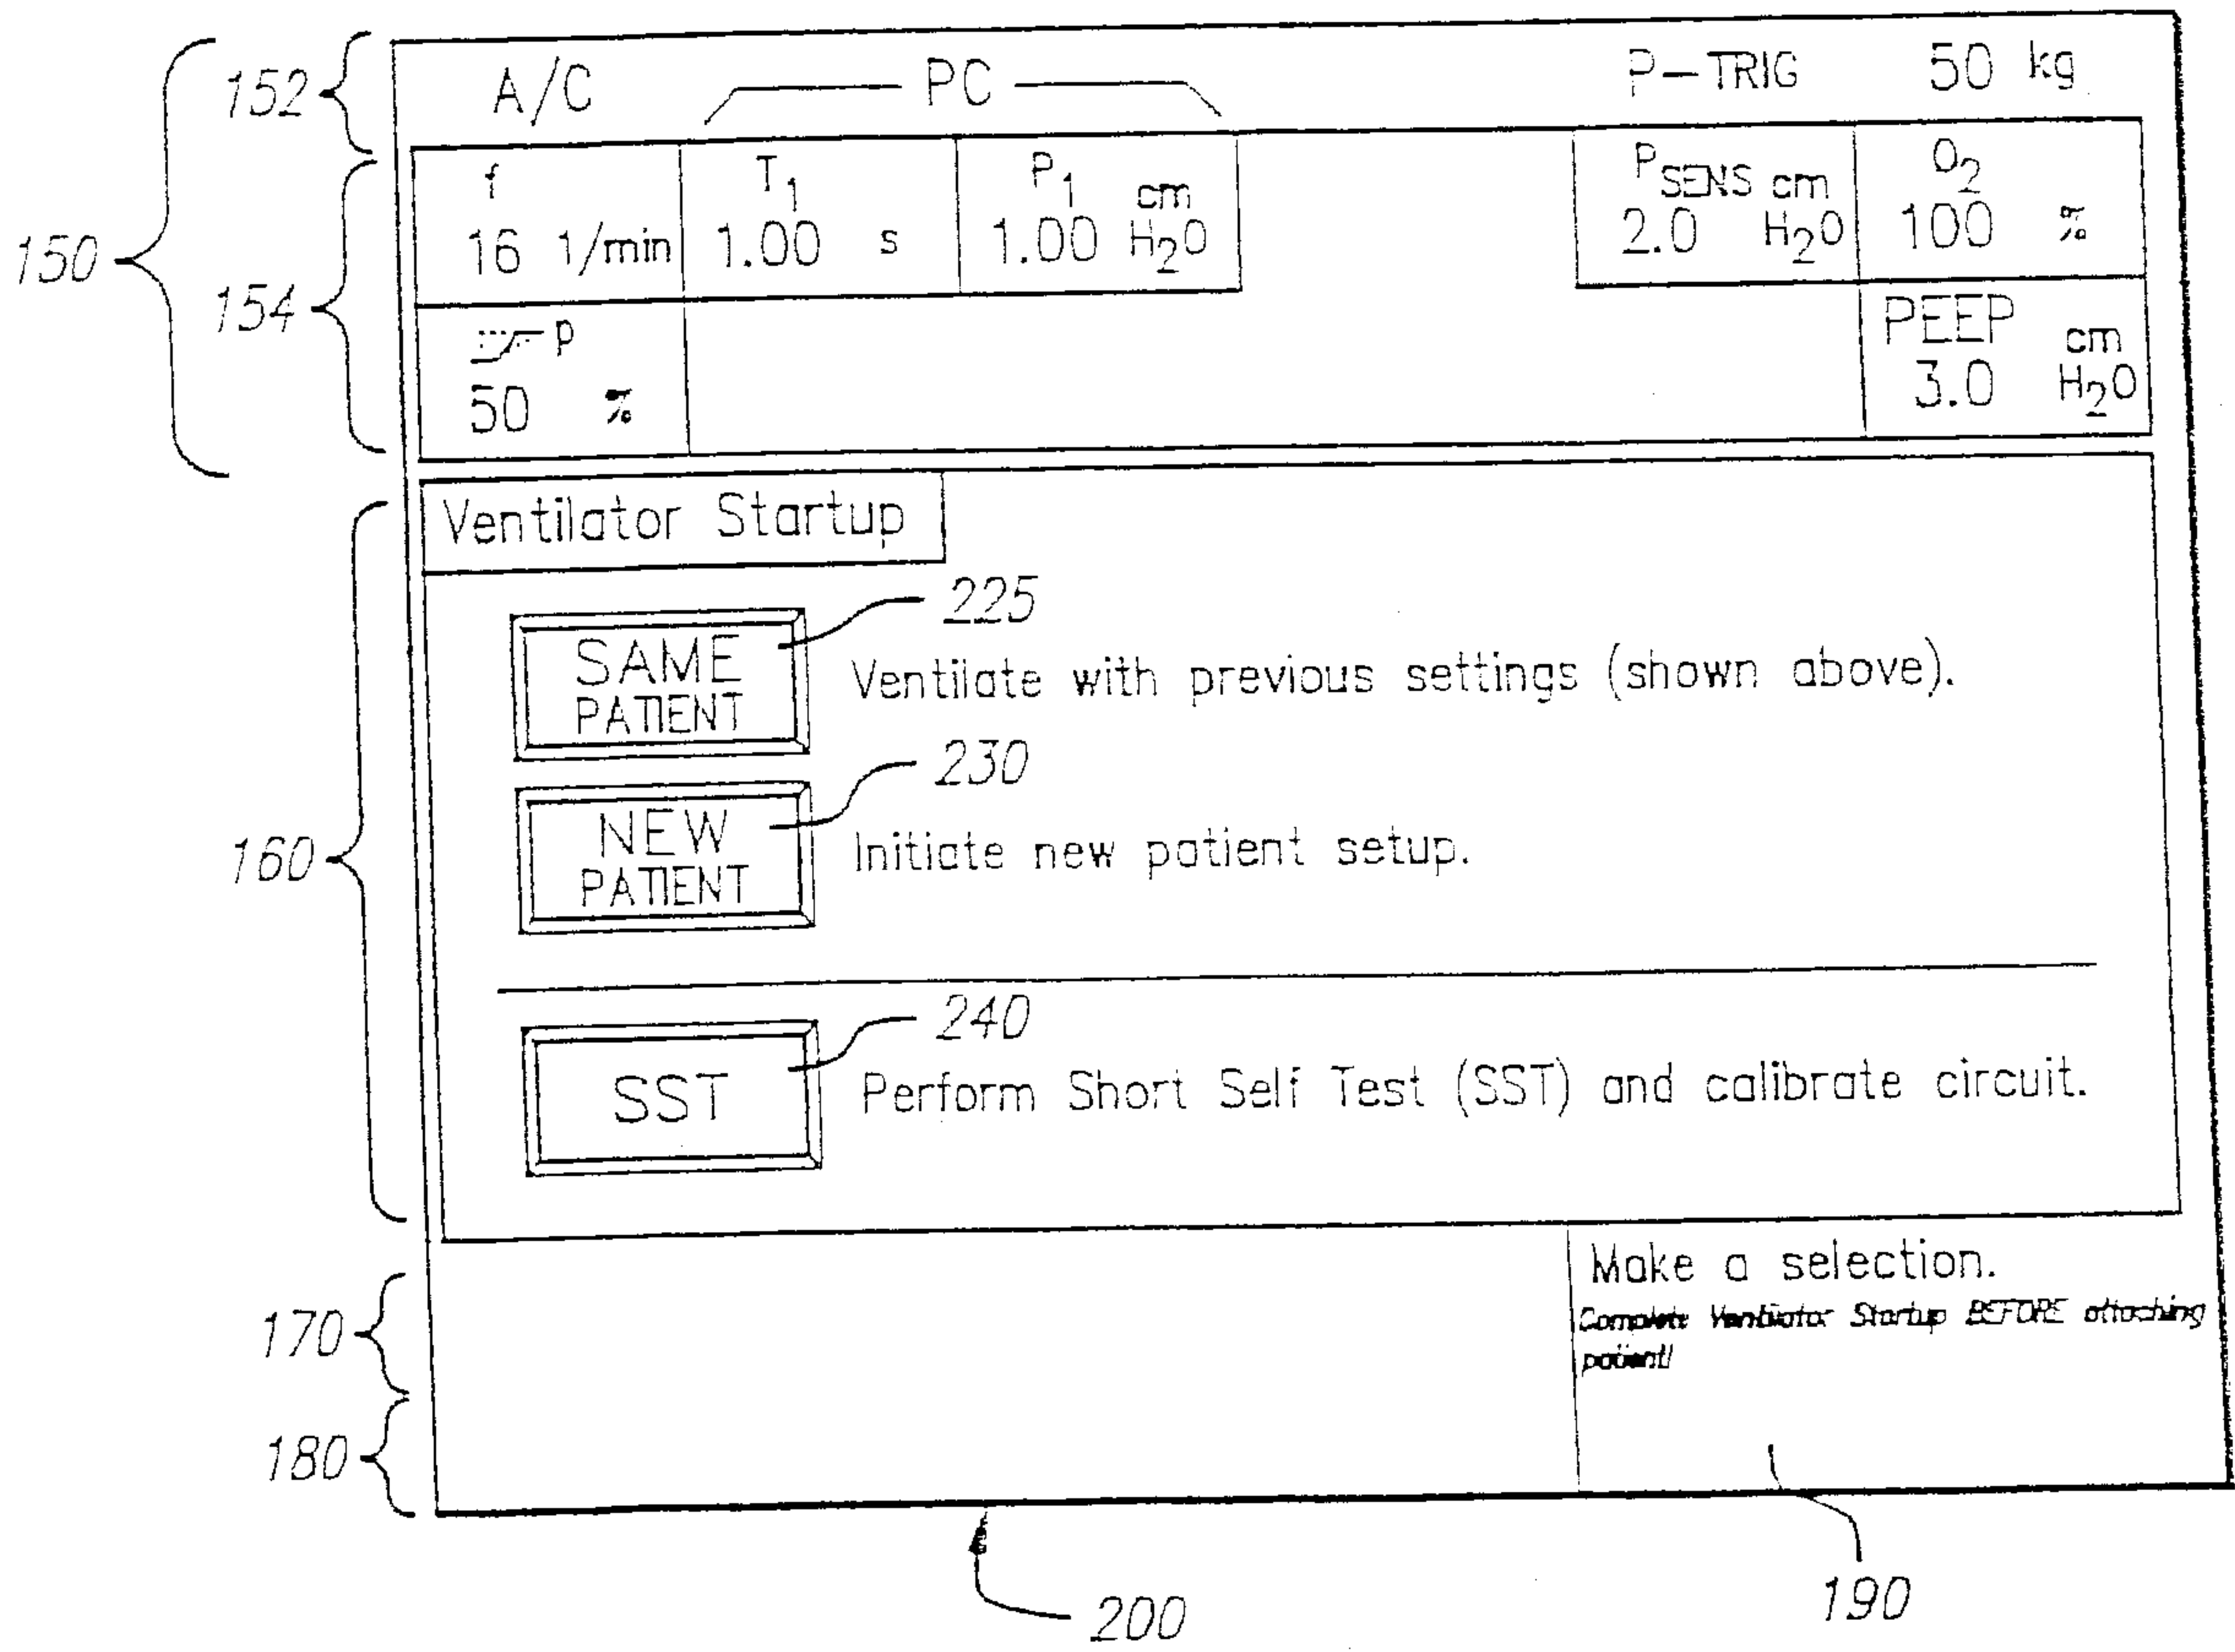 152 A/C PC P-TRIG 50 kg
f T1 P1 cm PSENS cm O2
150 16 1/min 1.00 s 1.00 H2O 2.0 H2O 100 %
154 P PEEP cm
50 % 3.0 H2O
Ventilator Startup
225
SAME
PATIENT
Ventilate with previous settings (shown above).
230
160
NEW
PATIENT
Initiate new patient setup.
240
SST
Perform Short Self Test (SST) and calibrate circuit.
Make a selection.
Complete Ventilator Startup BEFORE attaching
patient!
170
180
190
200